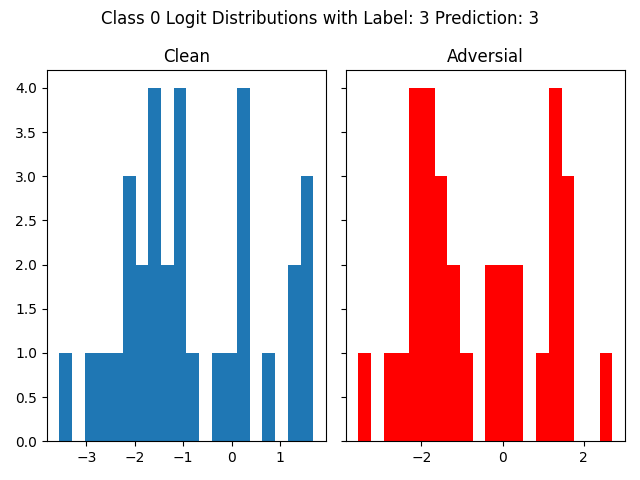 Class 0 Logit Distributions with Label: 3 Prediction: 3
Clean
Adversial
4.0
3.5
3.0
2.5
2.0
1.5
1.0
0.5
0.0
−3 −2 −1 0 1
−2 0 2